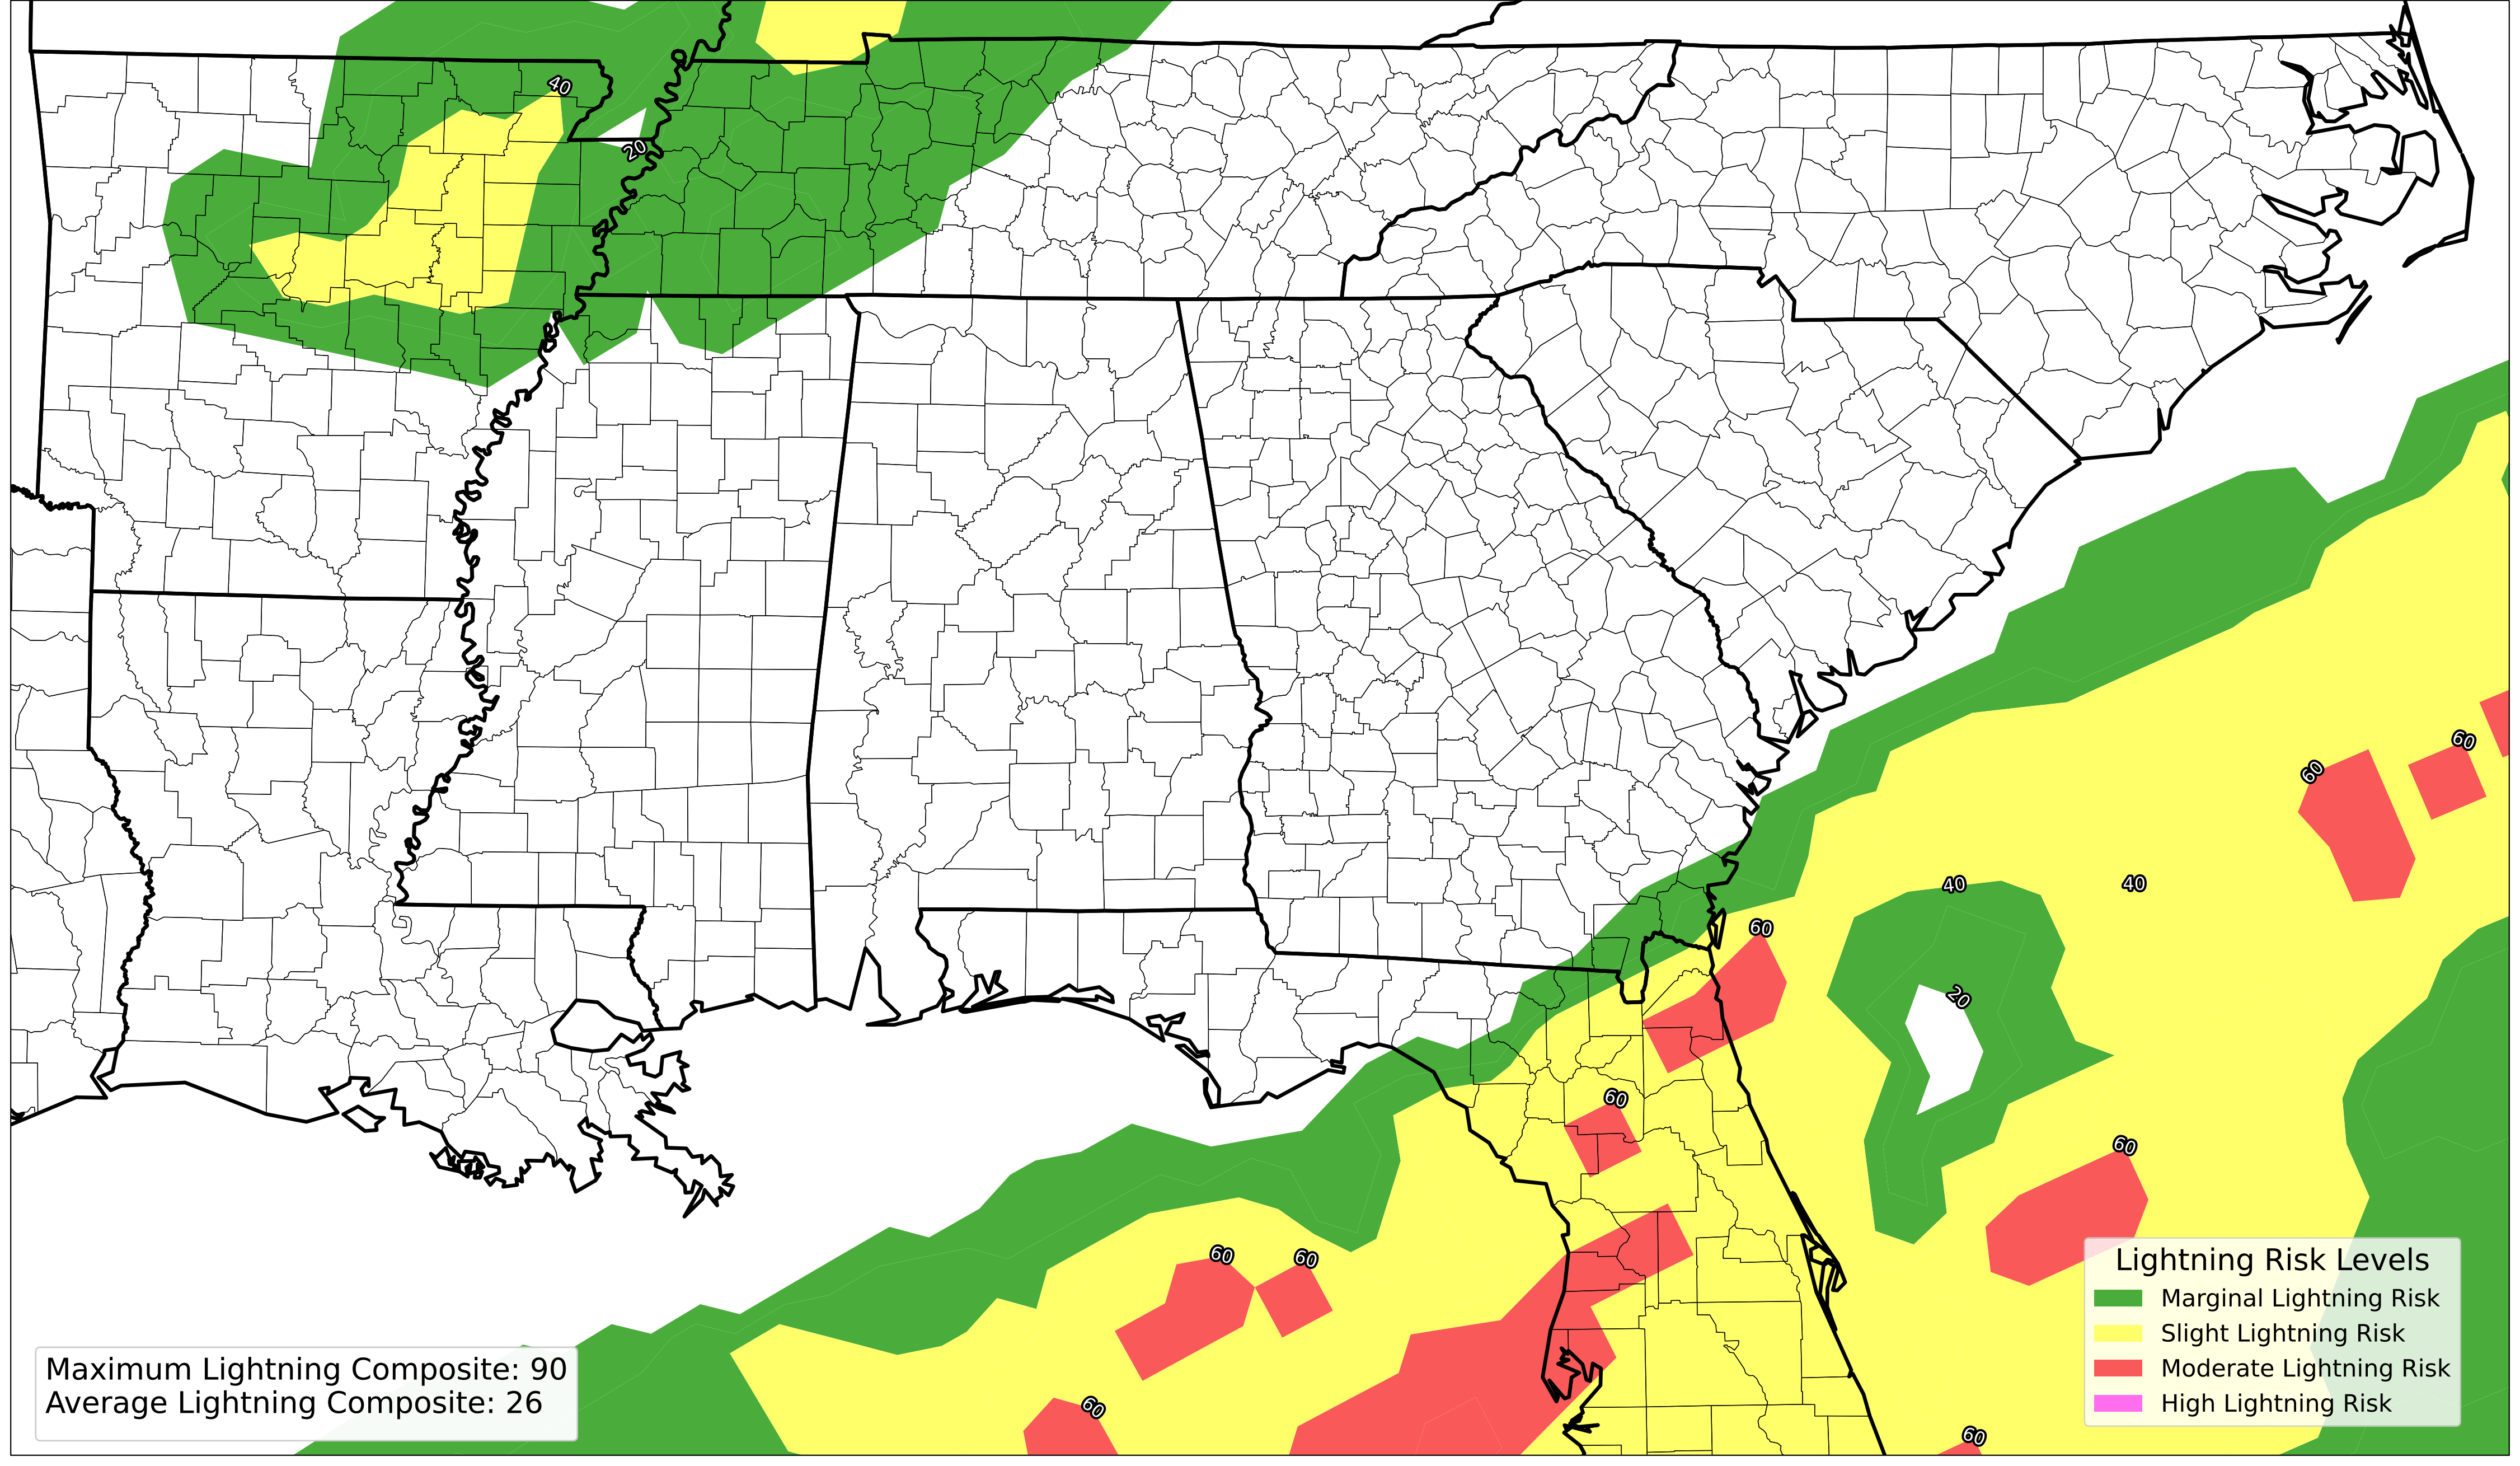 40
20
60
60
40
40
60
20
60
60
60
60
60
60
Lightning Risk Levels
Marginal Lightning Risk
Slight Lightning Risk
Moderate Lightning Risk
High Lightning Risk
Maximum Lightning Composite: 90
Average Lightning Composite: 26